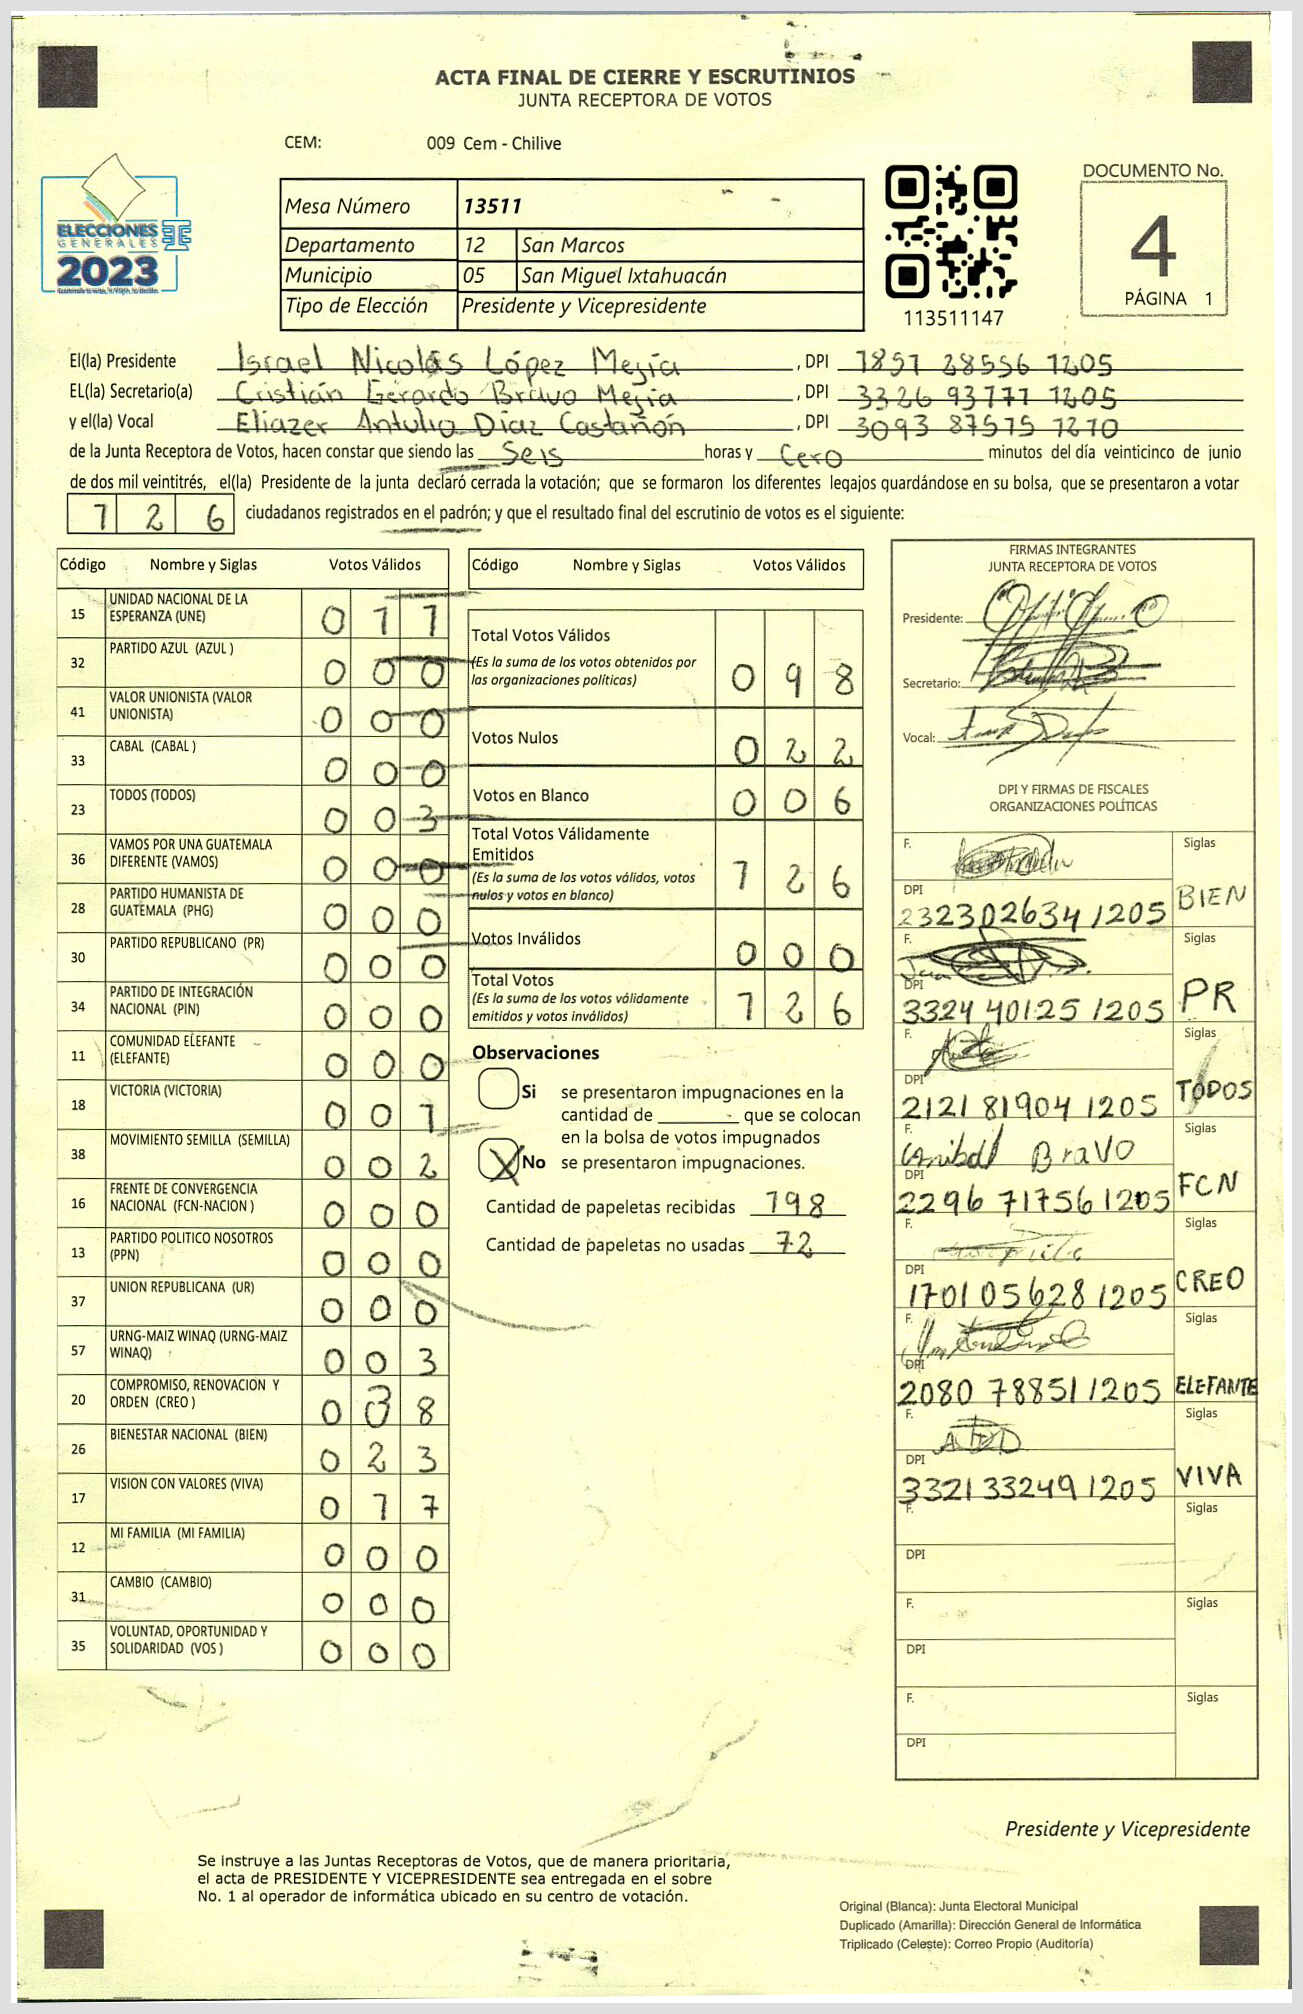 ACTA FINAL DE CIERRE Y ESCRUTINIOS
JUNTA RECEPTORA DE VOTOS
CEM: 009 Cem - Chilive
ELECCIONES
GENERALES
2023
Mesa Número 13511
Departamento 12 San Marcos
Municipio 05 San Miguel Ixtahuacán
Tipo de Elección Presidente y Vicepresidente
113511147
DOCUMENTO No.
4
PÁGINA 1
El(la) Presidente Israel Nicolás López Mejía , DPI 1897 28556 1205
EL(la) Secretario(a) Cristián Gerardo Bravo Mejía , DPI 3326 93777 1205
y el(la) Vocal Eliazer Antulio Díaz Castañón , DPI 3093 87575 1210
de la Junta Receptora de Votos, hacen constar que siendo las Seis horas y Cero minutos del día veinticinco de junio
de dos mil veintitrés, el(la) Presidente de la junta declaró cerrada la votación; que se formaron los diferentes legajos guardándose en su bolsa, que se presentaron a votar
1 2 6 ciudadanos registrados en el padrón; y que el resultado final del escrutinio de votos es el siguiente:
Código Nombre y Siglas Votos Válidos
15 UNIDAD NACIONAL DE LA ESPERANZA (UNE) 0 1 1
32 PARTIDO AZUL (AZUL ) 0 0 0
41 VALOR UNIONISTA (VALOR UNIONISTA) 0 0 0
33 CABAL (CABAL ) 0 0 0
23 TODOS (TODOS) 0 0 3
36 VAMOS POR UNA GUATEMALA DIFERENTE (VAMOS) 0 0 0
28 PARTIDO HUMANISTA DE GUATEMALA (PHG) 0 0 0
30 PARTIDO REPUBLICANO (PR) 0 0 0
34 PARTIDO DE INTEGRACIÓN NACIONAL (PIN) 0 0 0
11 COMUNIDAD ELEFANTE (ELEFANTE) 0 0 0
18 VICTORIA (VICTORIA) 0 0 1
38 MOVIMIENTO SEMILLA (SEMILLA) 0 0 2
16 FRENTE DE CONVERGENCIA NACIONAL (FCN-NACION ) 0 0 0
13 PARTIDO POLITICO NOSOTROS (PPN) 0 0 0
37 UNION REPUBLICANA (UR) 0 0 0
57 URNG-MAIZ WINAQ (URNG-MAIZ WINAQ) 0 0 3
20 COMPROMISO, RENOVACION Y ORDEN (CREO ) 0 3 8
26 BIENESTAR NACIONAL (BIEN) 0 2 3
17 VISION CON VALORES (VIVA) 0 1 7
12 MI FAMILIA (MI FAMILIA) 0 0 0
31 CAMBIO (CAMBIO) 0 0 0
35 VOLUNTAD, OPORTUNIDAD Y SOLIDARIDAD (VOS ) 0 0 0
Código Nombre y Siglas Votos Válidos
Total Votos Válidos 0 9 8
(Es la suma de los votos obtenidos por
las organizaciones políticas)
Votos Nulos 0 2 2
Votos en Blanco 0 0 6
Total Votos Válidamente
Emitidos 1 2 6
(Es la suma de los votos válidos, votos
nulos y votos en blanco)
Votos Inválidos 0 0 0
Total Votos 1 2 6
(Es la suma de los votos válidamente
emitidos y votos inválidos)
Observaciones
Si se presentaron impugnaciones en la
cantidad de ________ que se colocan
en la bolsa de votos impugnados
X No se presentaron impugnaciones.
Cantidad de papeletas recibidas 198
Cantidad de papeletas no usadas 72
FIRMAS INTEGRANTES
JUNTA RECEPTORA DE VOTOS
Presidente:
Secretario:
Vocal:
DPI Y FIRMAS DE FISCALES
ORGANIZACIONES POLÍTICAS
F. Siglas
DPI BIEN
232302634 1205
F. Siglas
DPI PR
3324 40125 1205
F. Siglas
DPI TODOS
2121 81904 1205
F. Siglas
Anibal Bravo
DPI FCN
2296 71756 1205
F. Siglas
DPI CREO
1701 05628 1205
F. Siglas
DPI ELEFANTE
2080 78851 1205
F. Siglas
DPI VIVA
3321 33249 1205
F. Siglas
DPI
F. Siglas
DPI
F. Siglas
DPI
Presidente y Vicepresidente
Se instruye a las Juntas Receptoras de Votos, que de manera prioritaria,
el acta de PRESIDENTE Y VICEPRESIDENTE sea entregada en el sobre
No. 1 al operador de informática ubicado en su centro de votación.
Original (Blanca): Junta Electoral Municipal
Duplicado (Amarilla): Dirección General de Informática
Triplicado (Celeste): Correo Propio (Auditoría)